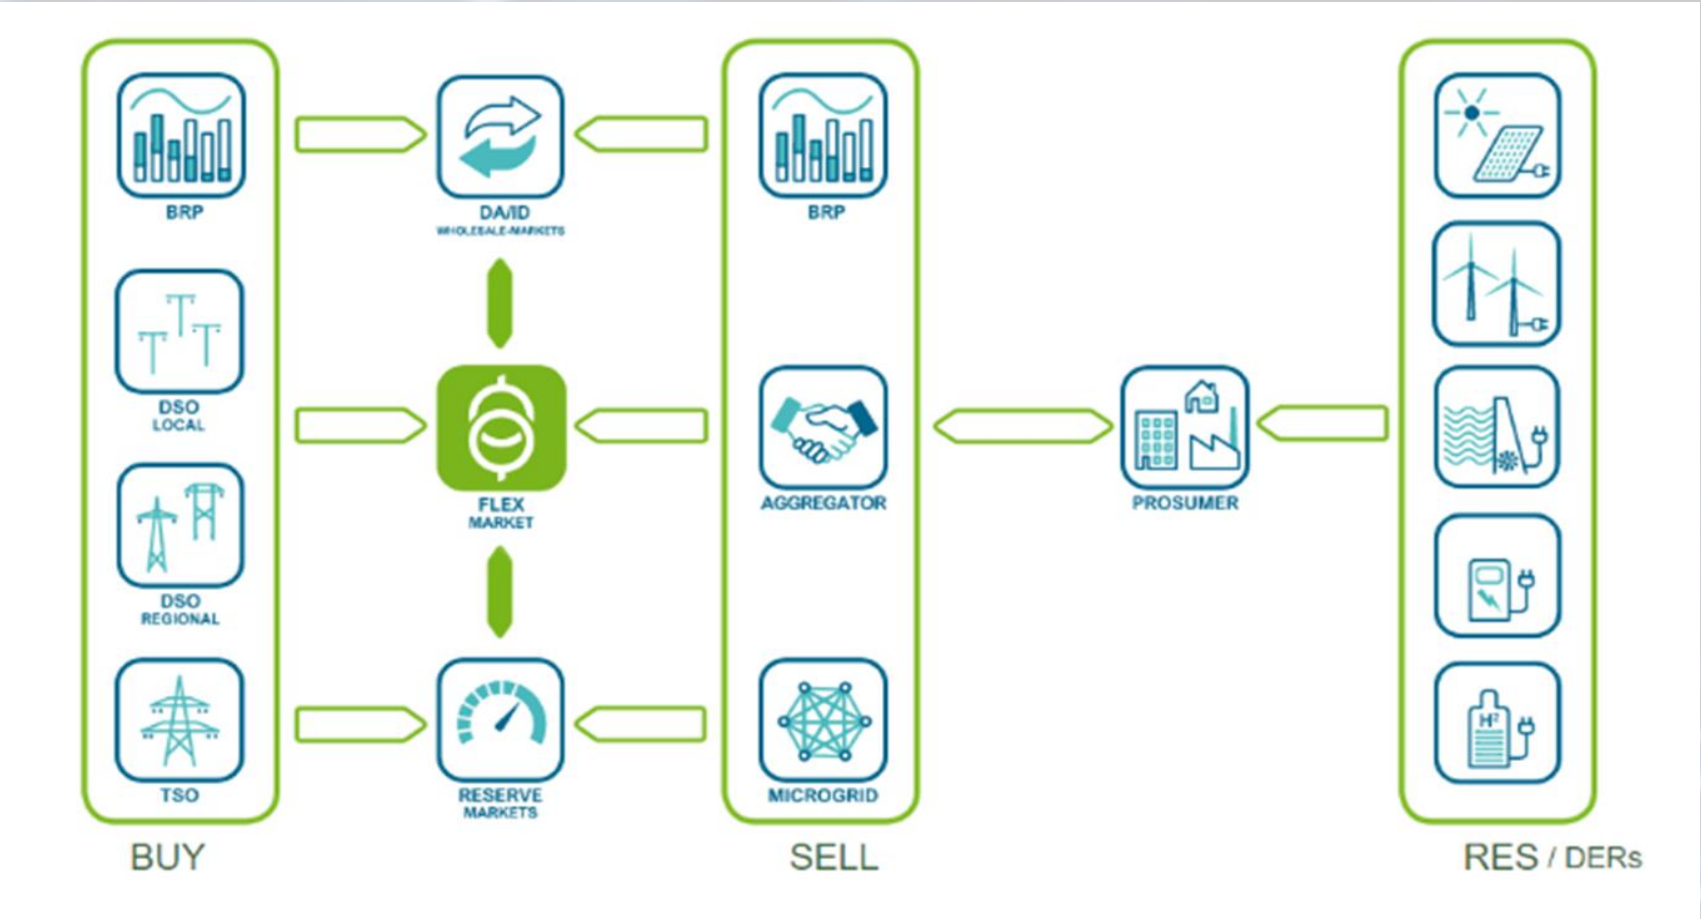 BRP
DSO
LOCAL
DSO
REGIONAL
TSO
BUY
DA/ID
WHOLESALE-MARKETS
FLEX
MARKET
RESERVE
MARKETS
BRP
AGGREGATOR
MICROGRID
SELL
PROSUMER
H²
RES / DERs